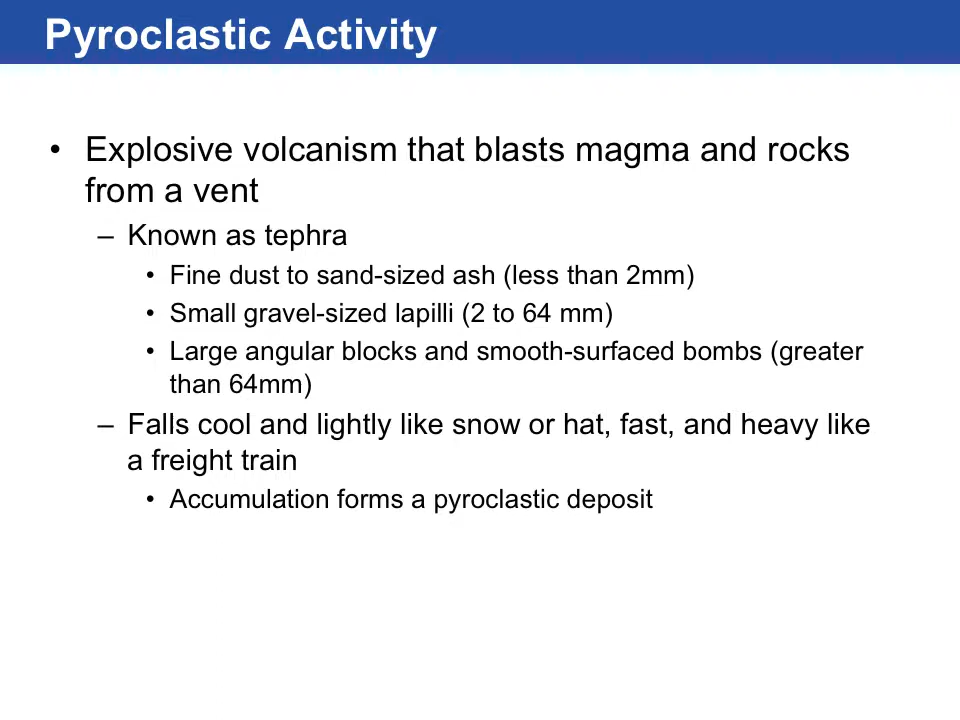 Pyroclastic Activity
• Explosive volcanism that blasts magma and rocks
from a vent
– Known as tephra
• Fine dust to sand-sized ash (less than 2mm)
• Small gravel-sized lapilli (2 to 64 mm)
• Large angular blocks and smooth-surfaced bombs (greater
than 64mm)
– Falls cool and lightly like snow or hat, fast, and heavy like
a freight train
• Accumulation forms a pyroclastic deposit